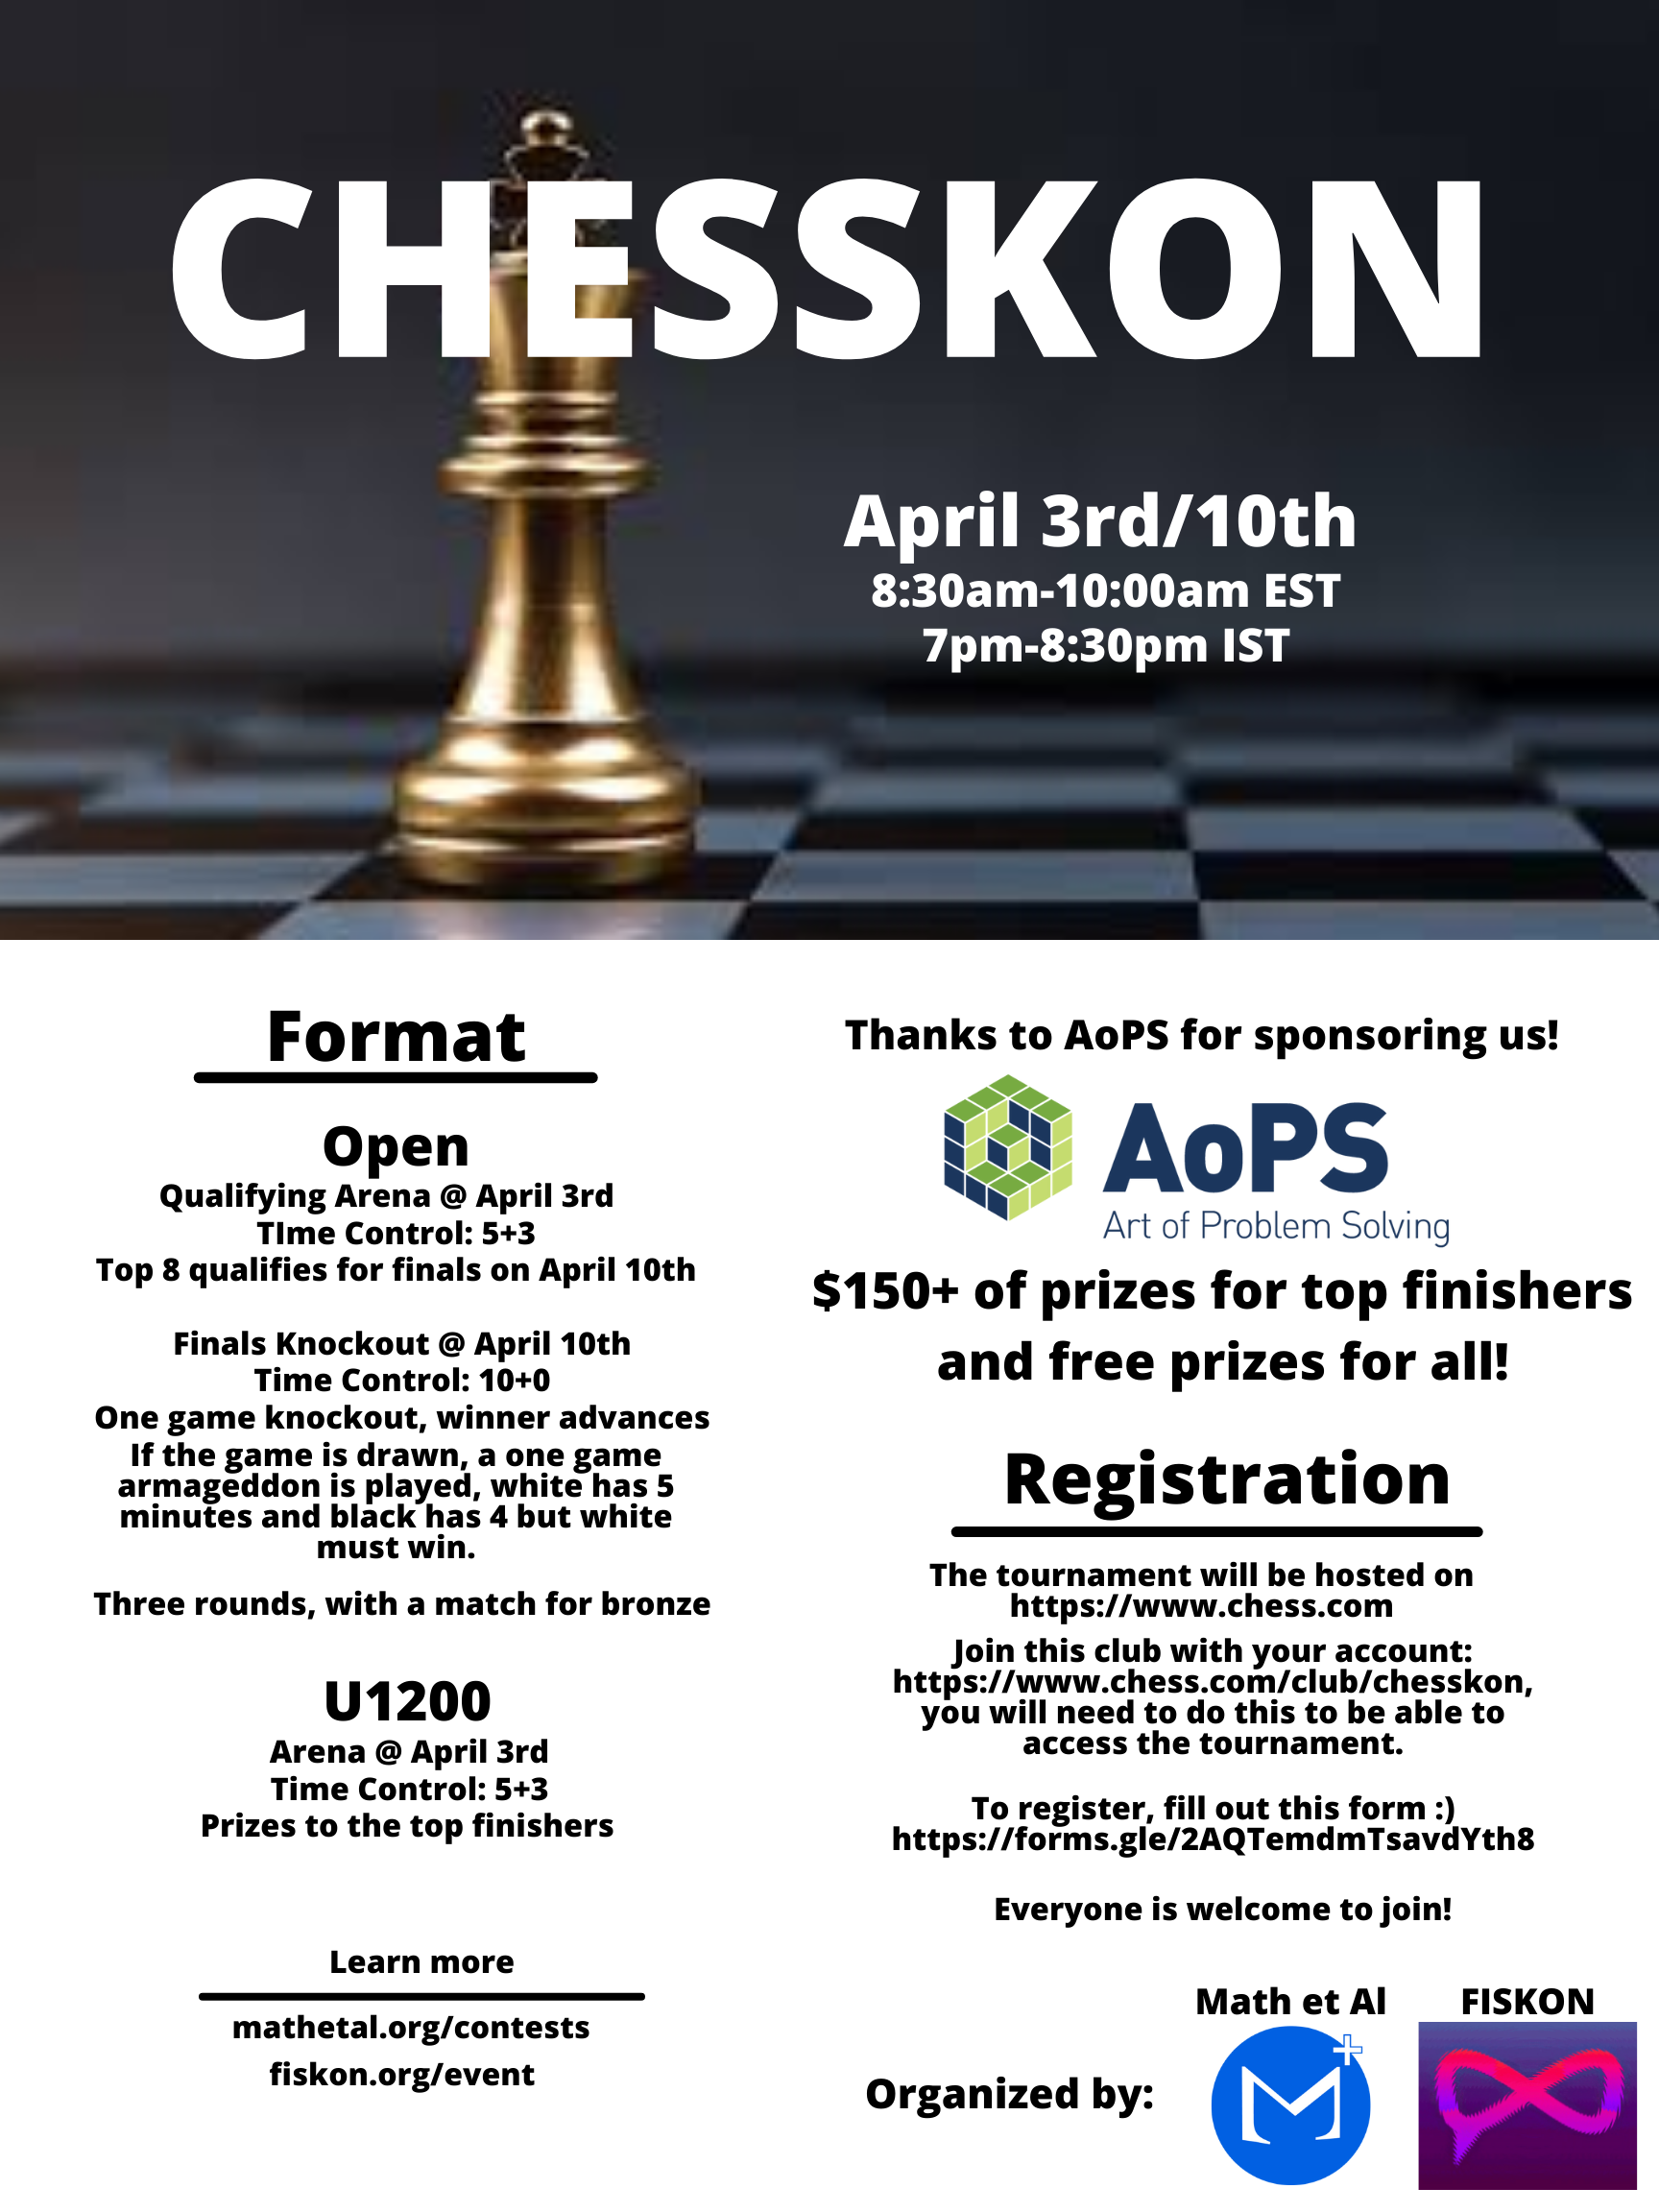 CHESSKON
April 3rd/10th
8:30am-10:00am EST
7pm-8:30pm IST
Format
Open
Qualifying Arena @ April 3rd
TIme Control: 5+3
Top 8 qualifies for finals on April 10th
Finals Knockout @ April 10th
Time Control: 10+0
One game knockout, winner advances
If the game is drawn, a one game
armageddon is played, white has 5
minutes and black has 4 but white
must win.
Three rounds, with a match for bronze
U1200
Arena @ April 3rd
Time Control: 5+3
Prizes to the top finishers
Learn more
mathetal.org/contests
fiskon.org/event
Thanks to AoPS for sponsoring us!
AoPS
Art of Problem Solving
$150+ of prizes for top finishers
and free prizes for all!
Registration
The tournament will be hosted on
https://www.chess.com
Join this club with your account:
https://www.chess.com/club/chesskon,
you will need to do this to be able to
access the tournament.
To register, fill out this form :)
https://forms.gle/2AQTemdmTsavdYth8
Everyone is welcome to join!
Organized by:
Math et Al
M+
FISKON